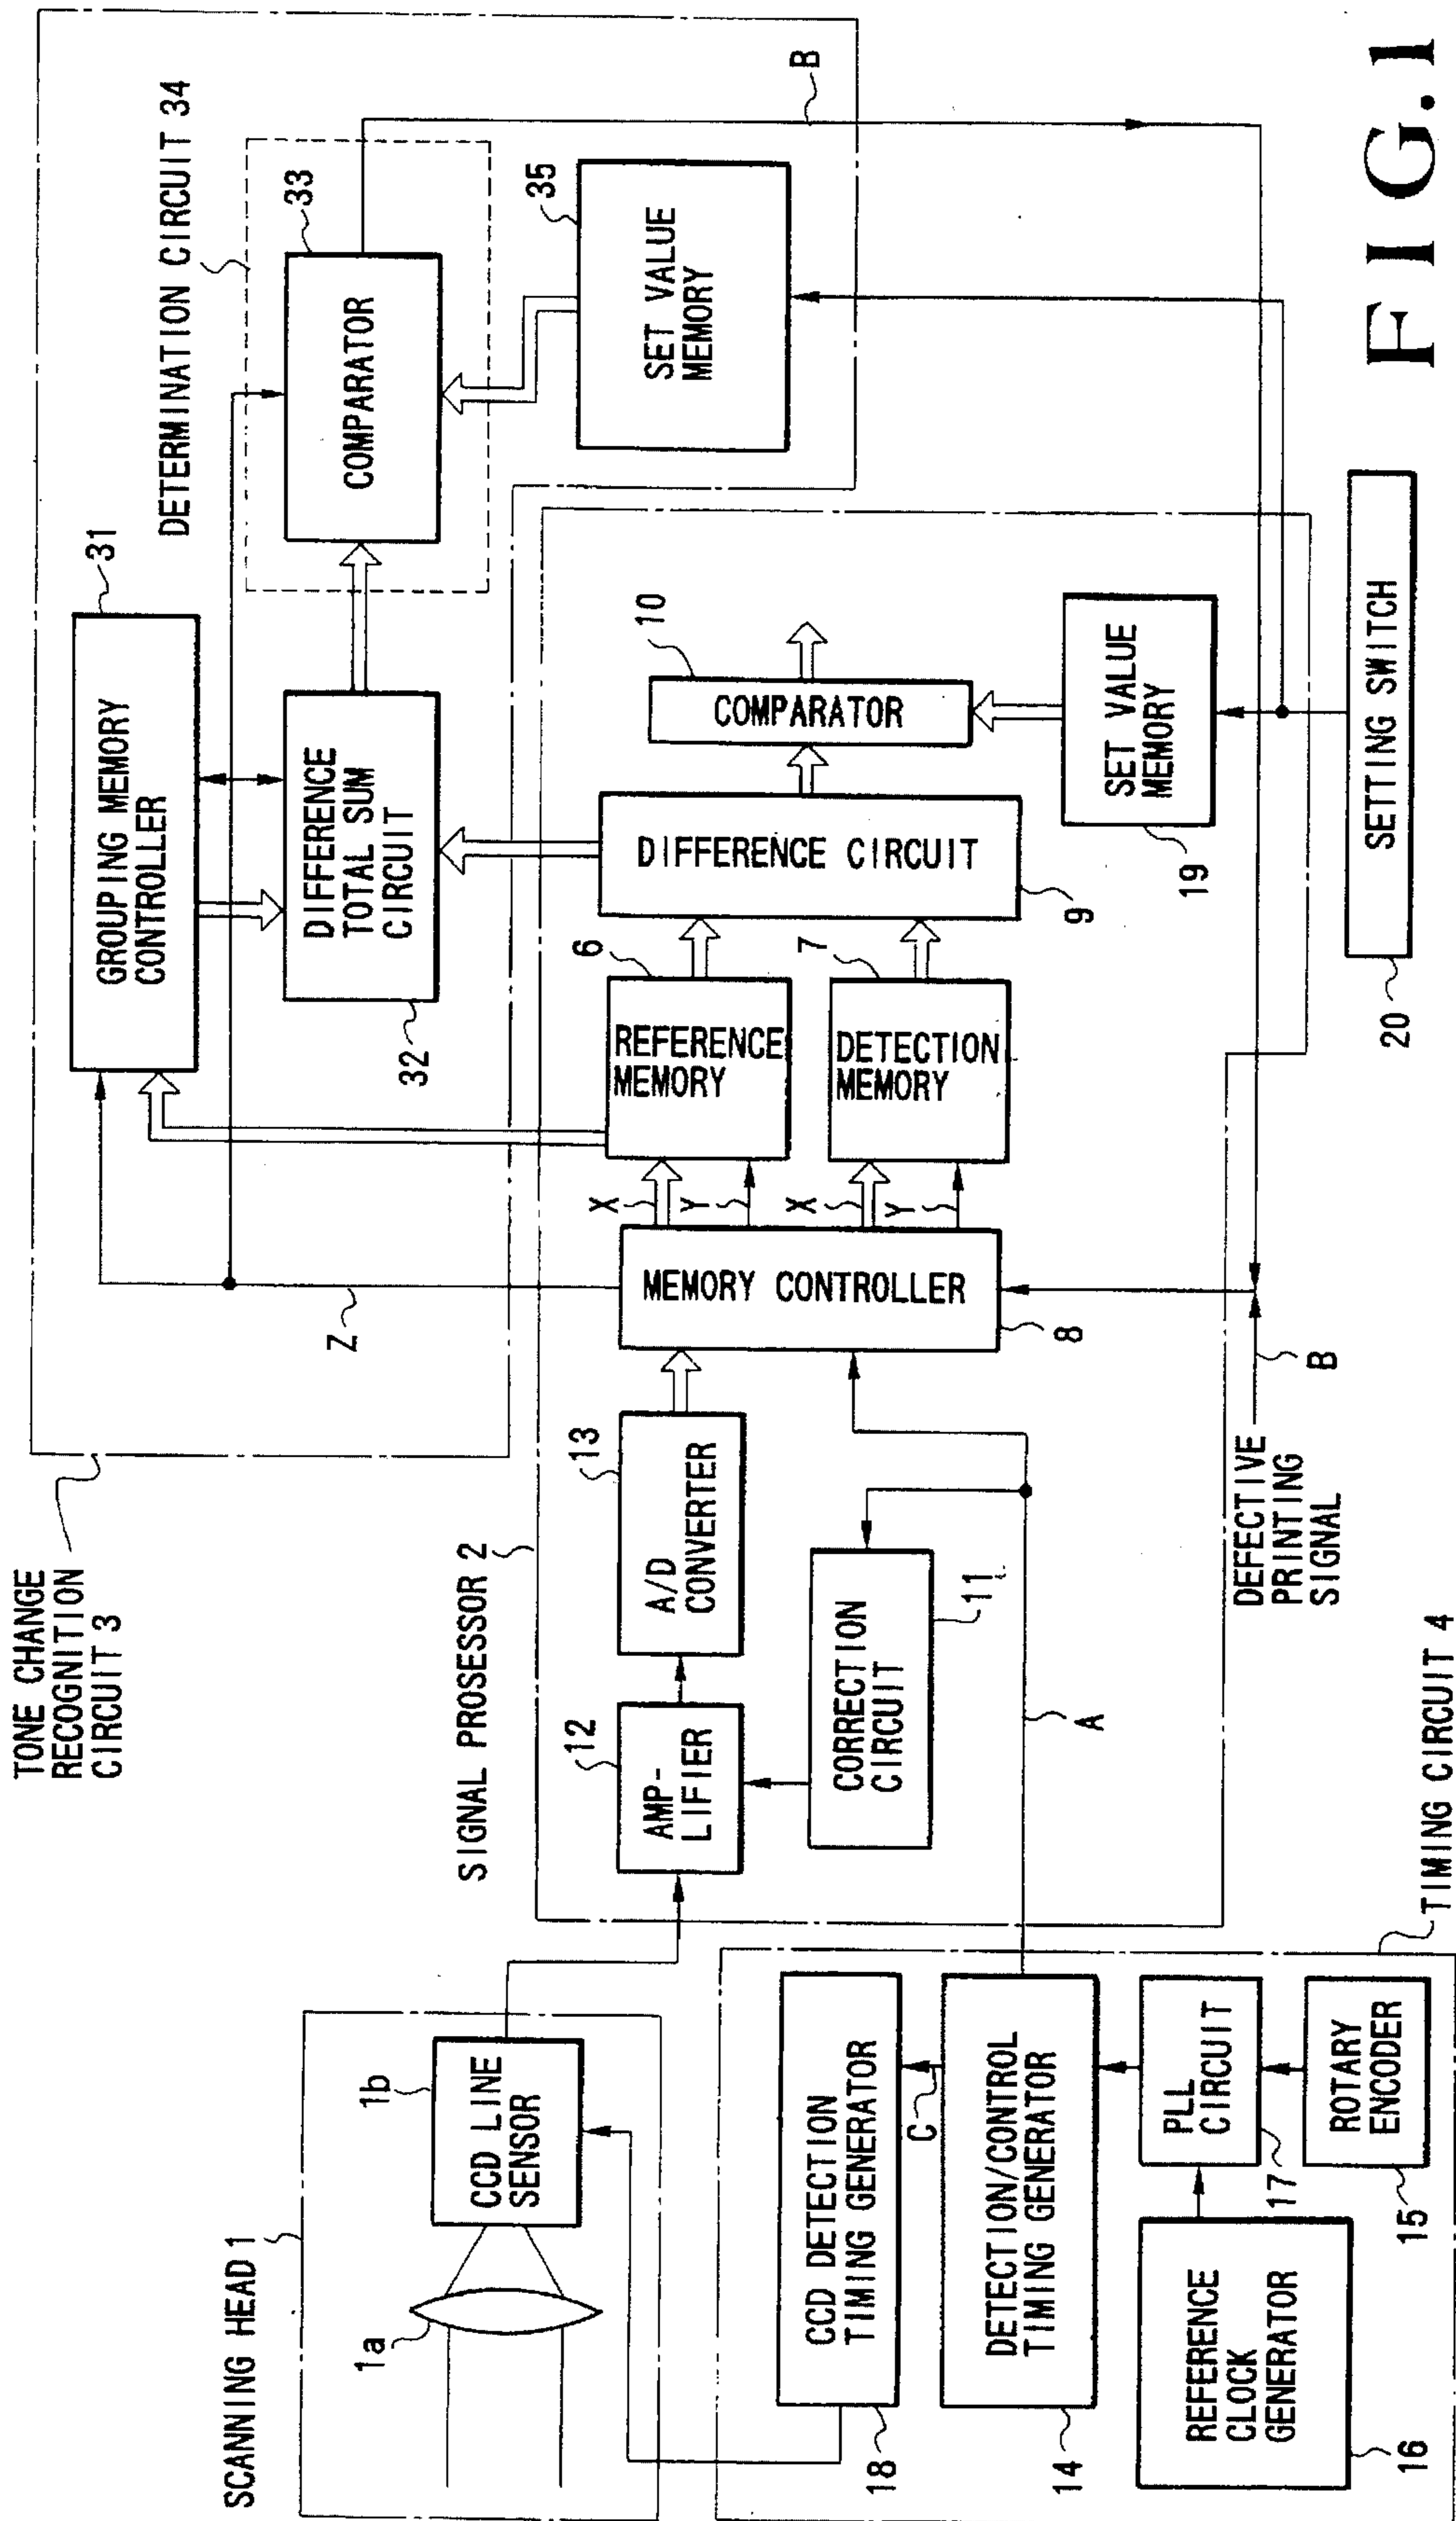 TONE CHANGE
RECOGNITION
CIRCUIT 3
DETERMINATION CIRCUIT 34
GROUPING MEMORY
CONTROLLER
31
DIFFERENCE
TOTAL SUM
CIRCUIT
32
COMPARATOR
33
SET VALUE
MEMORY
35
B
Z
SCANNING HEAD 1
1a
1b
CCD LINE
SENSOR
SIGNAL PROSESSOR 2
AMP-
LIFIER
12
A/D
CONVERTER
13
CORRECTION
CIRCUIT
11
MEMORY CONTROLLER
8
X
Y
X
Y
REFERENCE
MEMORY
6
DETECTION
MEMORY
7
DIFFERENCE CIRCUIT
9
COMPARATOR
10
SET VALUE
MEMORY
19
A
CCD DETECTION
TIMING GENERATOR
18
C
DETECTION/CONTROL
TIMING GENERATOR
14
REFERENCE
CLOCK
GENERATOR
16
PLL
CIRCUIT
17
ROTARY
ENCODER
15
TIMING CIRCUIT 4
DEFECTIVE
PRINTING
SIGNAL
B
SETTING SWITCH
20
FIG.1